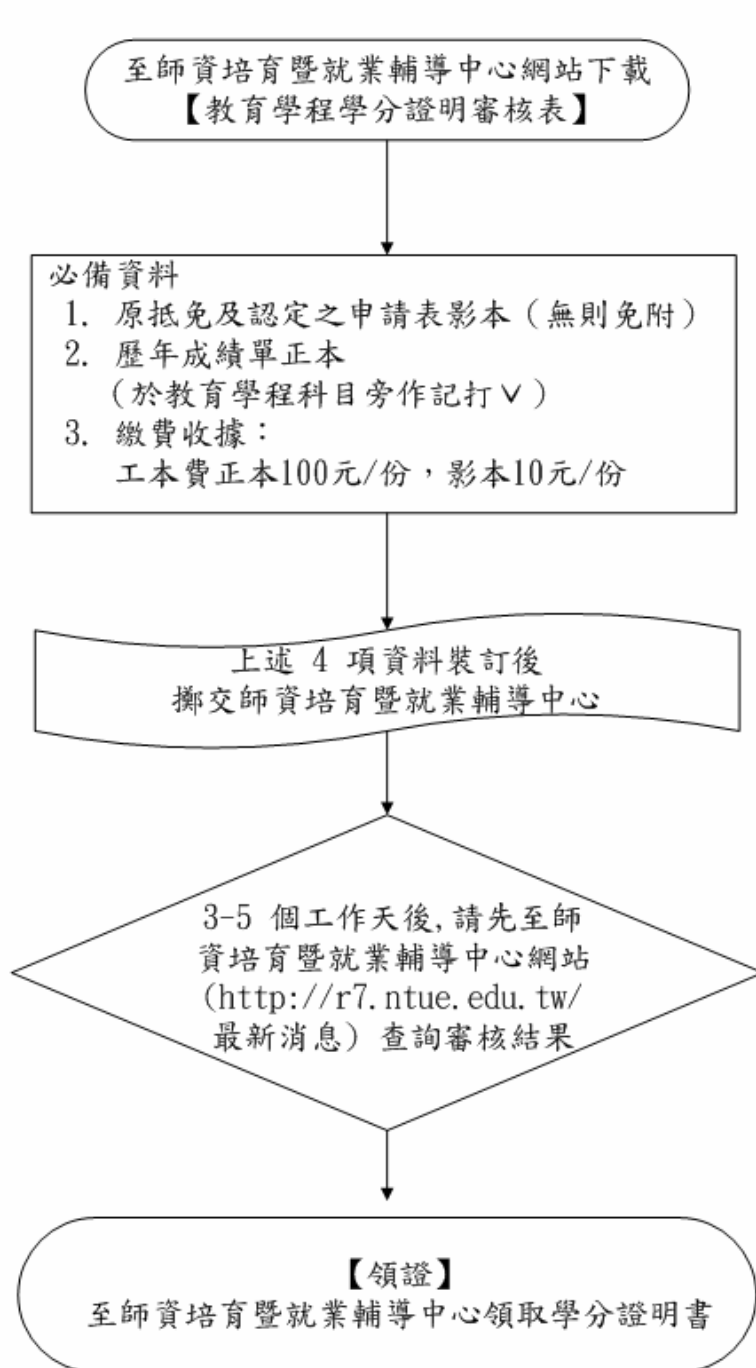 至師資培育暨就業輔導中心網站下載
【教育學程學分證明審核表】
必備資料
1. 原抵免及認定之申請表影本（無則免附）
2. 歷年成績單正本
（於教育學程科目旁作記打∨）
3. 繳費收據：
工本費正本100元/份，影本10元/份
上述 4 項資料裝訂後
擲交師資培育暨就業輔導中心
3-5 個工作天後,請先至師
資培育暨就業輔導中心網站
(http://r7.ntue.edu.tw/
最新消息) 查詢審核結果
【領證】
至師資培育暨就業輔導中心領取學分證明書